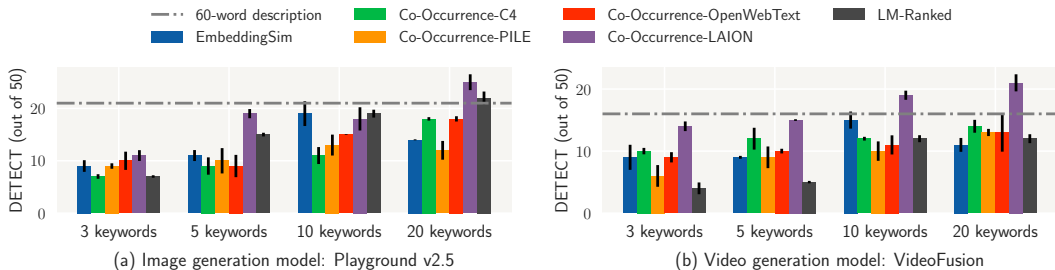 60-word description
Co-Occurrence-C4
Co-Occurrence-OpenWebText
LM-Ranked
EmbeddingSim
Co-Occurrence-PILE
Co-Occurrence-LAION
DETECT (out of 50)
20
10
0
3 keywords
5 keywords
10 keywords
20 keywords
(a) Image generation model: Playground v2.5
DETECT (out of 50)
20
10
0
3 keywords
5 keywords
10 keywords
20 keywords
(b) Video generation model: VideoFusion